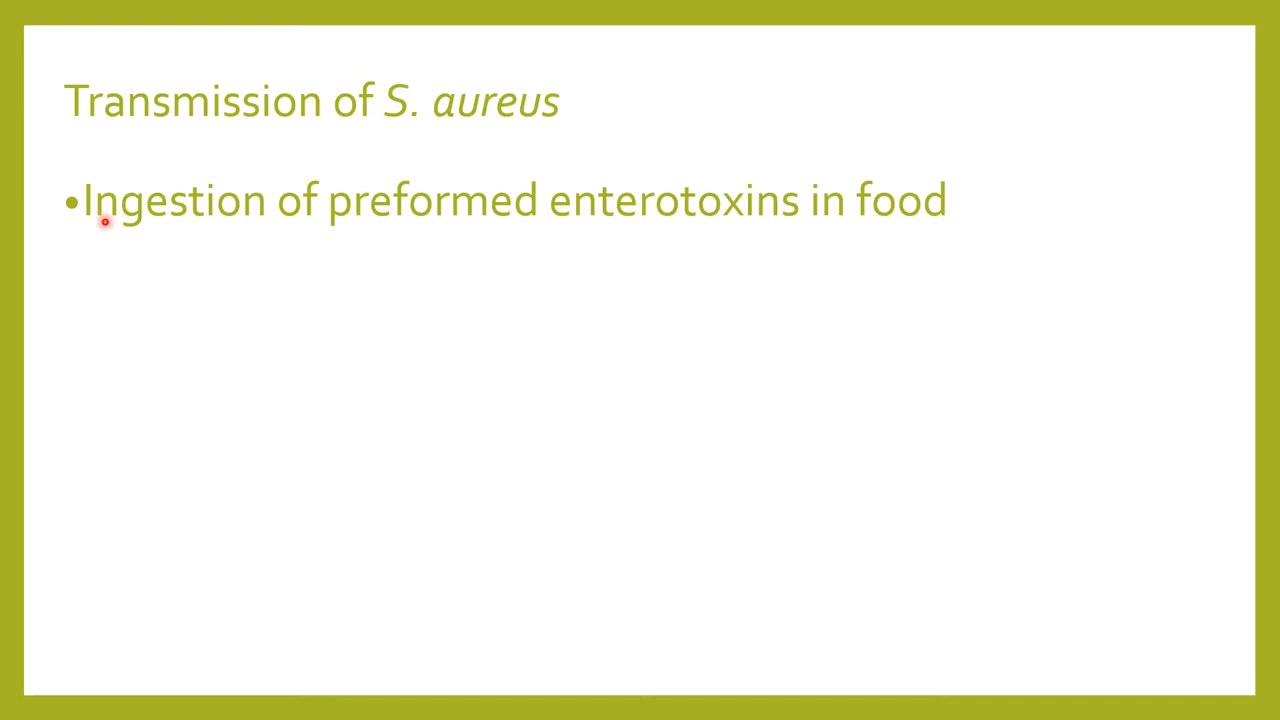 Transmission of S. aureus
•Ingestion of preformed enterotoxins in food